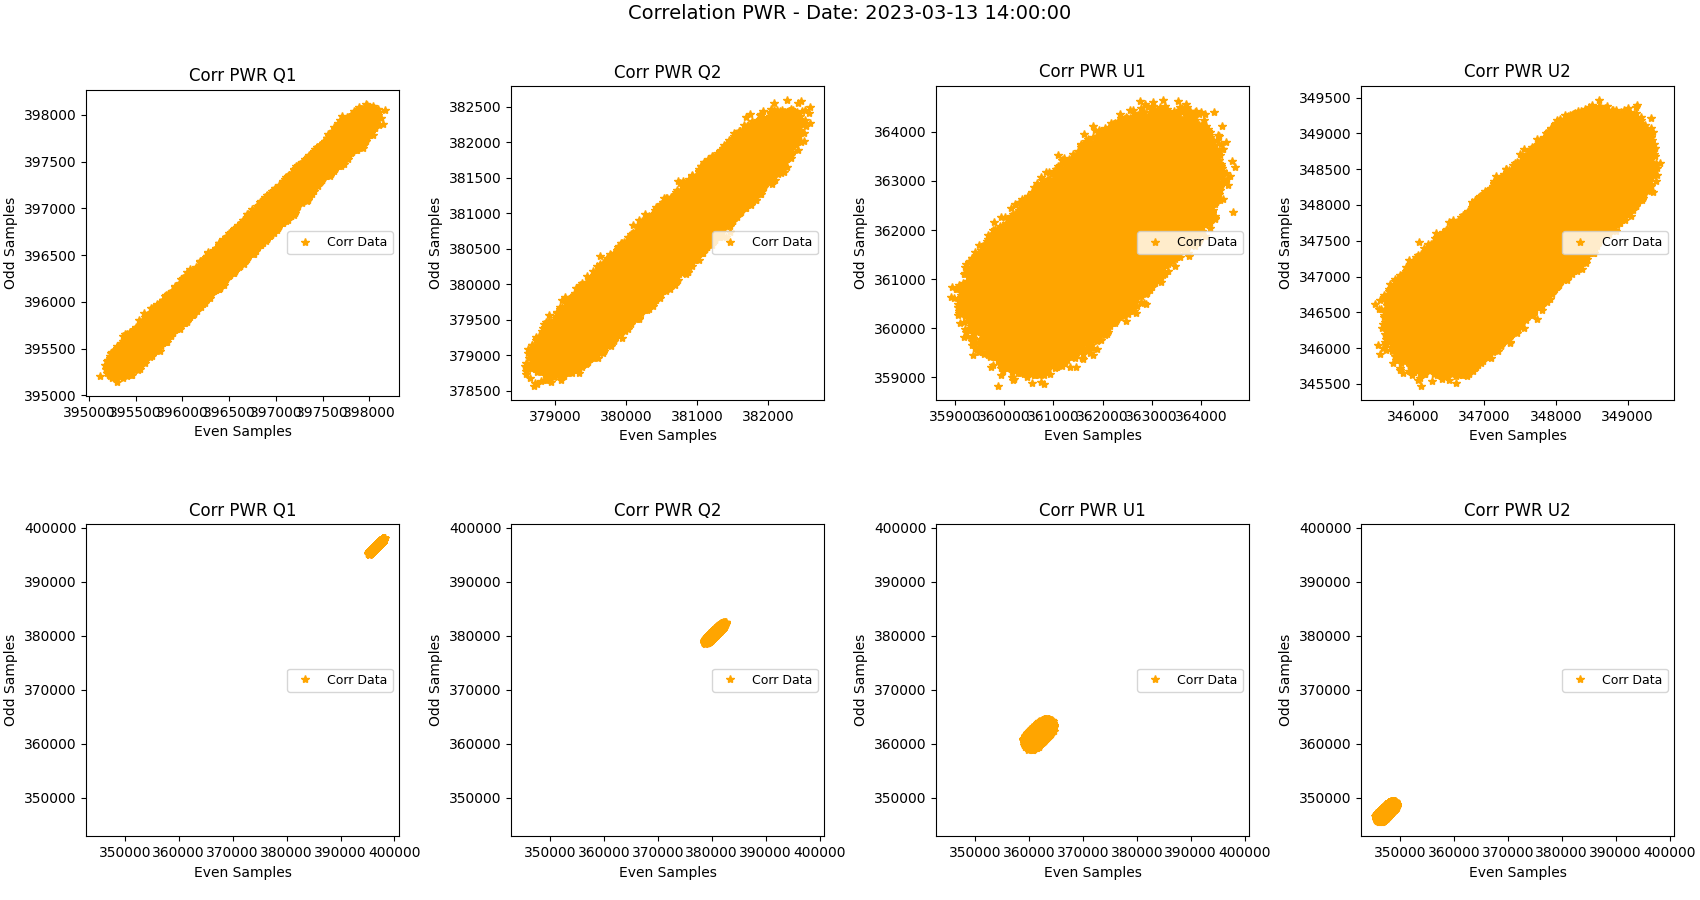 Correlation PWR - Date: 2023-03-13 14:00:00
Corr PWR Q1
Corr PWR Q2
Corr PWR U1
Corr PWR U2
398000
397500
397000
396500
396000
395500
395000
Odd Samples
Corr Data
395000 395500 396000 396500 397000 397500 398000
Even Samples
382500
382000
381500
381000
380500
380000
379500
379000
378500
Odd Samples
Corr Data
379000 380000 381000 382000
Even Samples
364000
363000
362000
361000
360000
359000
Odd Samples
Corr Data
359000 360000 361000 362000 363000 364000
Even Samples
349500
349000
348500
348000
347500
347000
346500
346000
345500
Odd Samples
Corr Data
346000 347000 348000 349000
Even Samples
Corr PWR Q1
Corr PWR Q2
Corr PWR U1
Corr PWR U2
400000
390000
380000
370000
360000
350000
Odd Samples
Corr Data
350000 360000 370000 380000 390000 400000
Even Samples
400000
390000
380000
370000
360000
350000
Odd Samples
Corr Data
350000 360000 370000 380000 390000 400000
Even Samples
400000
390000
380000
370000
360000
350000
Odd Samples
Corr Data
350000 360000 370000 380000 390000 400000
Even Samples
400000
390000
380000
370000
360000
350000
Odd Samples
Corr Data
350000 360000 370000 380000 390000 400000
Even Samples